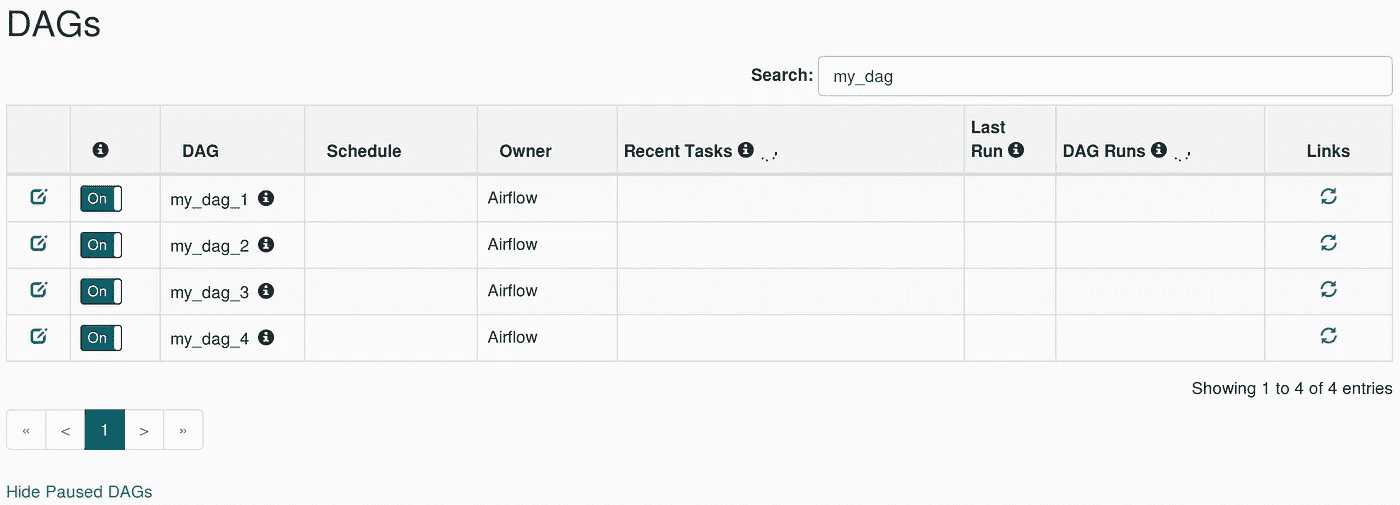 DAGs
Search: my_dag
DAG Schedule Owner Recent Tasks Last Run DAG Runs Links
On my_dag_1 Airflow
On my_dag_2 Airflow
On my_dag_3 Airflow
On my_dag_4 Airflow
Showing 1 to 4 of 4 entries
« < 1 > »
Hide Paused DAGs